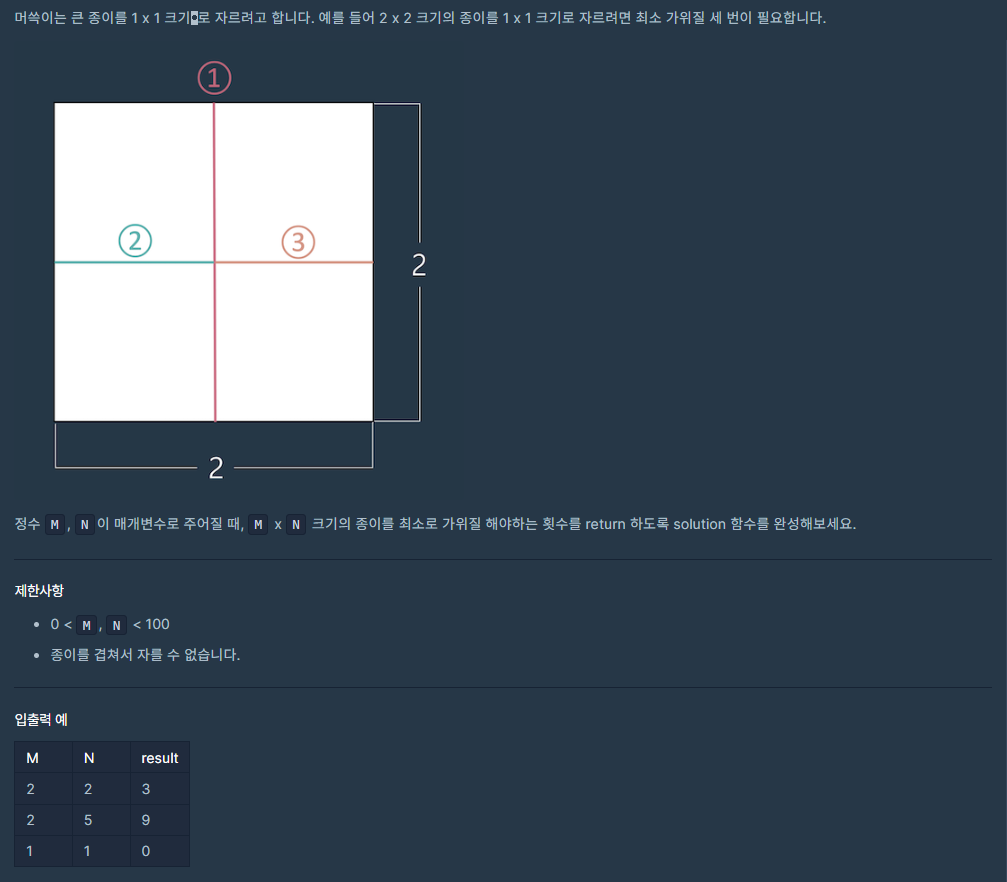 머쓱이는 큰 종이를 1 x 1 크기로 자르려고 합니다. 예를 들어 2 x 2 크기의 종이를 1 x 1 크기로 자르려면 최소 가위질 세 번이 필요합니다.
①
② ③
2
2
정수 M, N이 매개변수로 주어질 때, M x N 크기의 종이를 최소로 가위질 해야하는 횟수를 return 하도록 solution 함수를 완성해보세요.
제한사항
• 0 < M, N < 100
• 종이를 겹쳐서 자를 수 없습니다.
입출력 예
M N result
2 2 3
2 5 9
1 1 0